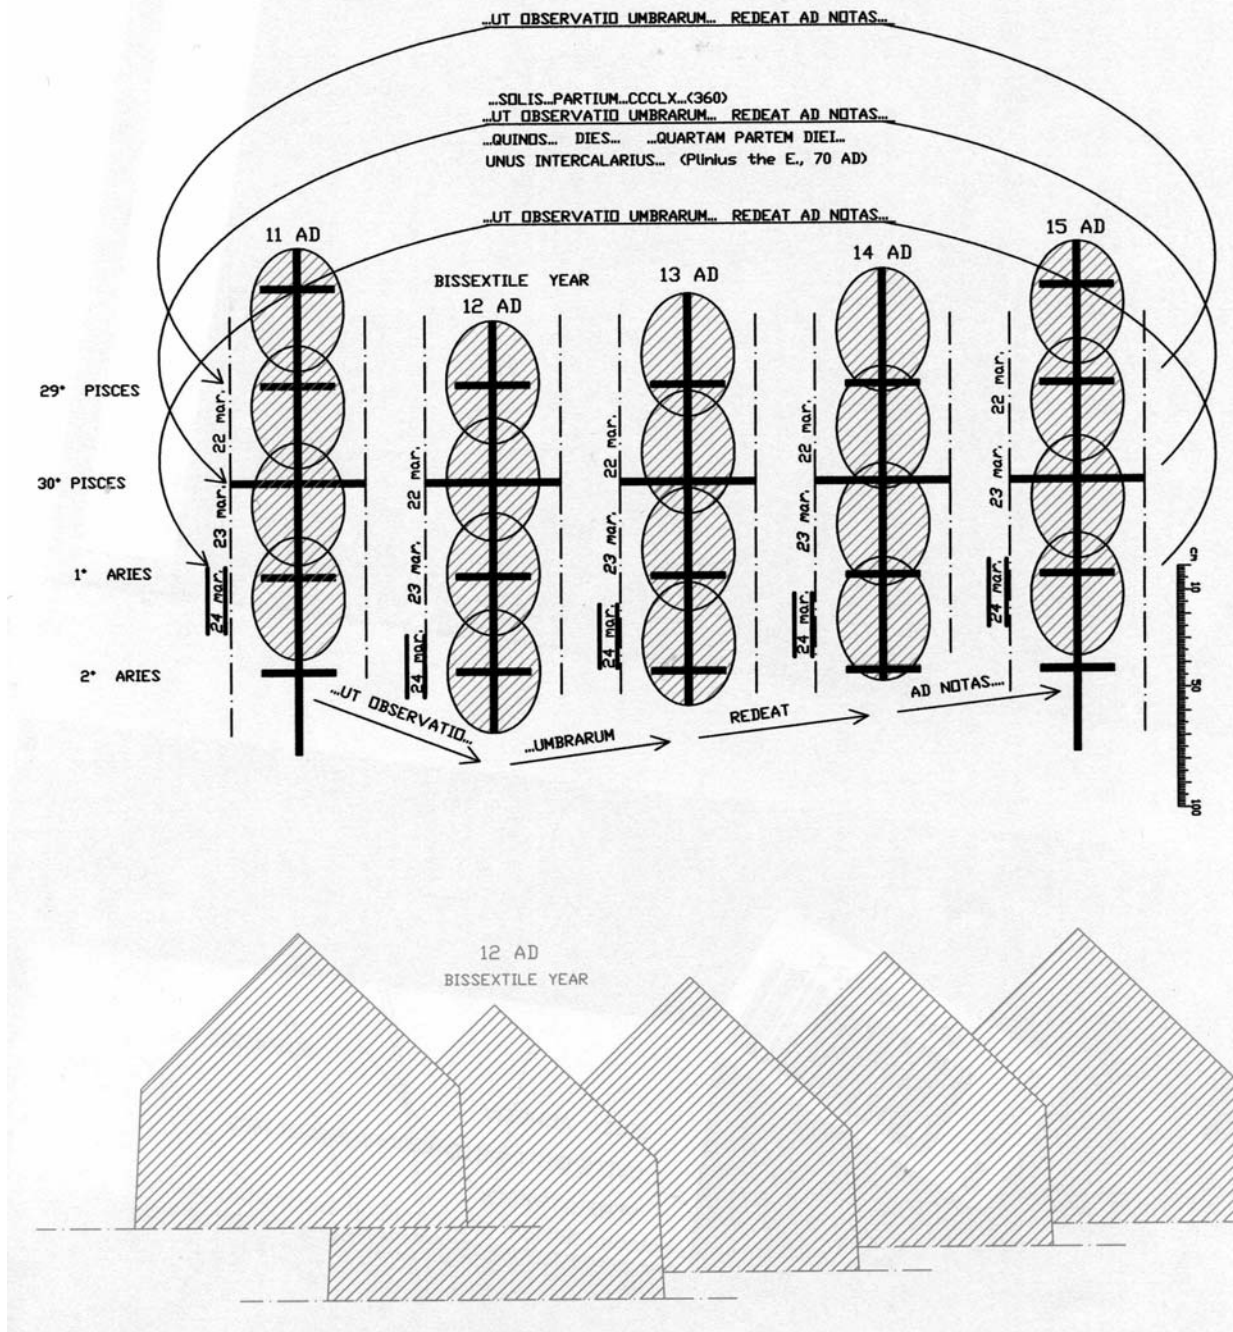 ...UT OBSERVATIO UMBRARUM... REDEAT AD NOTAS...
...SOLIS...PARTIUM...CCCLX...(360)
...UT OBSERVATIO UMBRARUM... REDEAT AD NOTAS...
...QUINOS... DIES... ...QUARTAM PARTEM DIEI...
UNUS INTERCALARIUS... (Plinius the E., 70 AD)
...UT OBSERVATIO UMBRARUM... REDEAT AD NOTAS...
11 AD
BISSEXTILE YEAR
12 AD
13 AD
14 AD
15 AD
29° PISCES
30° PISCES
1° ARIES
2° ARIES
22 mar.
23 mar.
24 mar.
22 mar.
23 mar.
24 mar.
22 mar.
23 mar.
24 mar.
22 mar.
23 mar.
24 mar.
22 mar.
23 mar.
24 mar.
...UT OBSERVATIO...
...UMBRARUM
REDEAT
AD NOTAS....
10
50
100
12 AD
BISSEXTILE YEAR